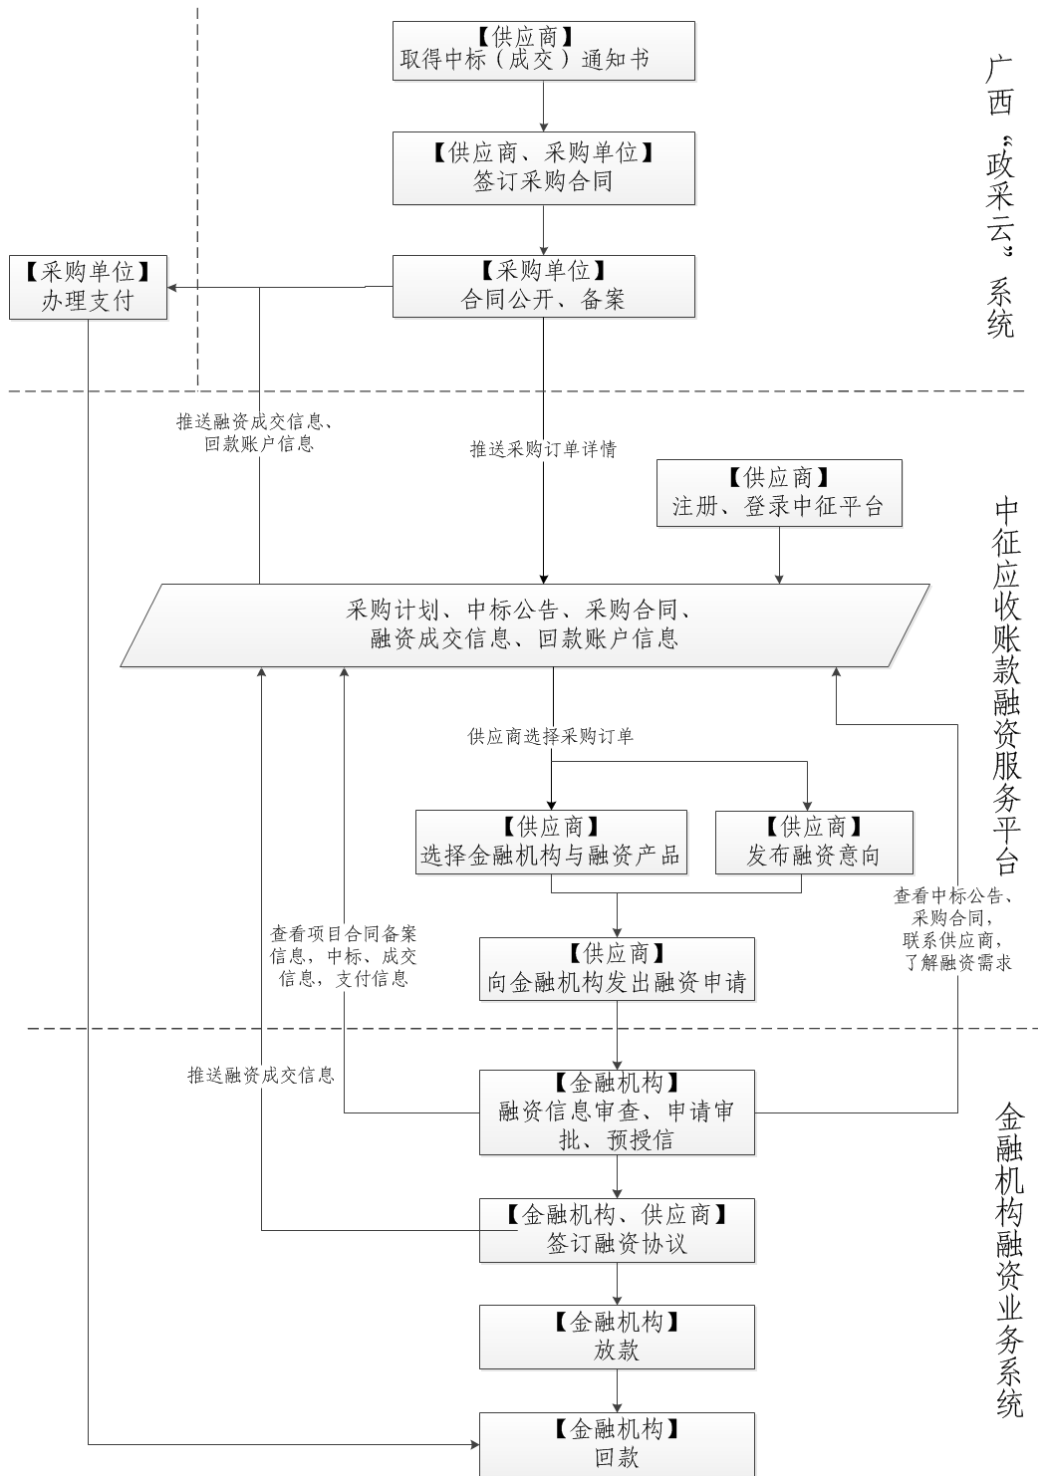 【供应商】
取得中标（成交）通知书
广西“政采云”系统
【供应商、采购单位】
签订采购合同
【采购单位】
办理支付
【采购单位】
合同公开、备案
推送融资成交信息、
回款账户信息
推送采购订单详情
【供应商】
注册、登录中征平台
中征应收账款融资服务平台
采购计划、中标公告、采购合同、
融资成交信息、回款账户信息
供应商选择采购订单
【供应商】
选择金融机构与融资产品
【供应商】
发布融资意向
查看中标公告、
采购合同，
联系供应商，
了解融资需求
查看项目合同备案
信息，中标、成交
信息，支付信息
【供应商】
向金融机构发出融资申请
推送融资成交信息
【金融机构】
融资信息审查、申请审
批、预授信
金融机构融资业务系统
【金融机构、供应商】
签订融资协议
【金融机构】
放款
【金融机构】
回款